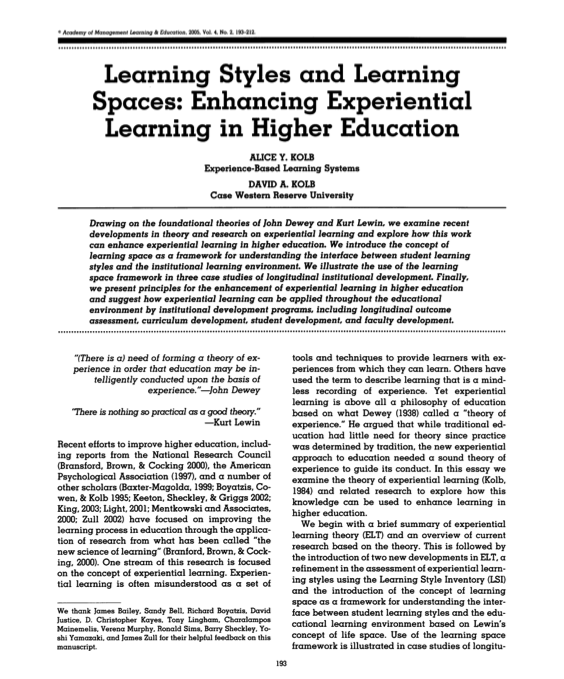 * Academy of Management Learning & Education, 2005, Vol. 4, No. 2, 193–212.
Learning Styles and Learning
Spaces: Enhancing Experiential
Learning in Higher Education
ALICE Y. KOLB
Experience-Based Learning Systems
DAVID A. KOLB
Case Western Reserve University
Drawing on the foundational theories of John Dewey and Kurt Lewin, we examine recent
developments in theory and research on experiential learning and explore how this work
can enhance experiential learning in higher education. We introduce the concept of
learning space as a framework for understanding the interface between student learning
styles and the institutional learning environment. We illustrate the use of the learning
space framework in three case studies of longitudinal institutional development. Finally,
we present principles for the enhancement of experiential learning in higher education
and suggest how experiential learning can be applied throughout the educational
environment by institutional development programs, including longitudinal outcome
assessment, curriculum development, student development, and faculty development.
"(There is a) need of forming a theory of ex-
perience in order that education may be in-
telligently conducted upon the basis of
experience."—John Dewey
"There is nothing so practical as a good theory."
—Kurt Lewin
Recent efforts to improve higher education, includ-
ing reports from the National Research Council
(Bransford, Brown, & Cocking 2000), the American
Psychological Association (1997), and a number of
other scholars (Baxter-Magolda, 1999; Boyatzis, Co-
wen, & Kolb 1995; Keeton, Sheckley, & Griggs 2002;
King, 2003; Light, 2001; Mentkowski and Associates,
2000; Zull 2002) have focused on improving the
learning process in education through the applica-
tion of research from what has been called "the
new science of learning" (Branford, Brown, & Cock-
ing, 2000). One stream of this research is focused
on the concept of experiential learning. Experien-
tial learning is often misunderstood as a set of
We thank James Bailey, Sandy Bell, Richard Boyatzis, David
Justice, D. Christopher Kayes, Tony Lingham, Charalampos
Mainemelis, Verena Murphy, Ronald Sims, Barry Sheckley, Yo-
shi Yamazaki, and James Zull for their helpful feedback on this
manuscript.
tools and techniques to provide learners with ex-
periences from which they can learn. Others have
used the term to describe learning that is a mind-
less recording of experience. Yet experiential
learning is above all a philosophy of education
based on what Dewey (1938) called a "theory of
experience." He argued that while traditional ed-
ucation had little need for theory since practice
was determined by tradition, the new experiential
approach to education needed a sound theory of
experience to guide its conduct. In this essay we
examine the theory of experiential learning (Kolb,
1984) and related research to explore how this
knowledge can be used to enhance learning in
higher education.
We begin with a brief summary of experiential
learning theory (ELT) and an overview of current
research based on the theory. This is followed by
the introduction of two new developments in ELT, a
refinement in the assessment of experiential learn-
ing styles using the Learning Style Inventory (LSI)
and the introduction of the concept of learning
space as a framework for understanding the inter-
face between student learning styles and the edu-
cational learning environment based on Lewin's
concept of life space. Use of the learning space
framework is illustrated in case studies of longitu-
193